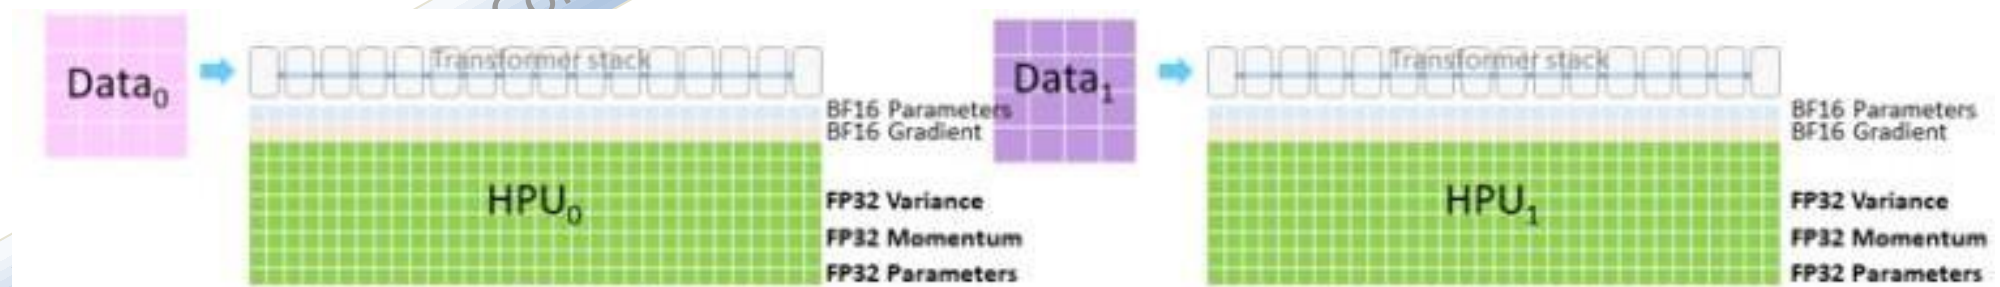 Data0
Transformer stack
BF16 Parameters
BF16 Gradient
HPU0
FP32 Variance
FP32 Momentum
FP32 Parameters
Data1
Transformer stack
BF16 Parameters
BF16 Gradient
HPU1
FP32 Variance
FP32 Momentum
FP32 Parameters